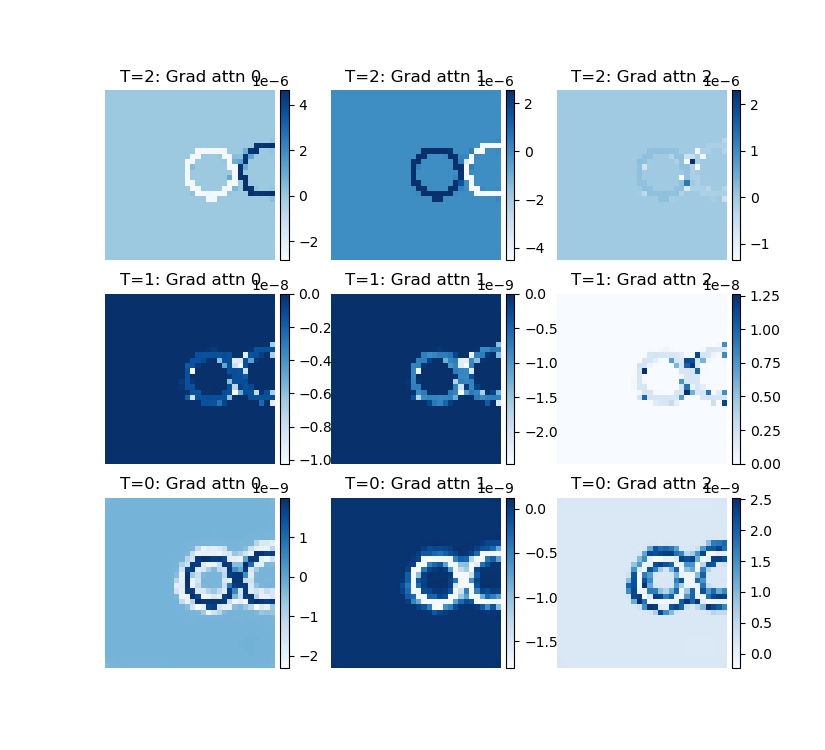 T=2: Grad attn 0
1e−6
T=2: Grad attn 1
1e−6
T=2: Grad attn 2
1e−6
4
2
0
−2
2
0
−2
−4
2
1
0
−1
T=1: Grad attn 0
1e−8
T=1: Grad attn 1
1e−9
T=1: Grad attn 2
1e−8
0.0
−0.2
−0.4
−0.6
−0.8
−1.0
0.0
−0.5
−1.0
−1.5
−2.0
1.25
1.00
0.75
0.50
0.25
0.00
T=0: Grad attn 0
1e−9
T=0: Grad attn 1
1e−9
T=0: Grad attn 2
1e−9
1
0
−1
−2
0.0
−0.5
−1.0
−1.5
2.5
2.0
1.5
1.0
0.5
0.0